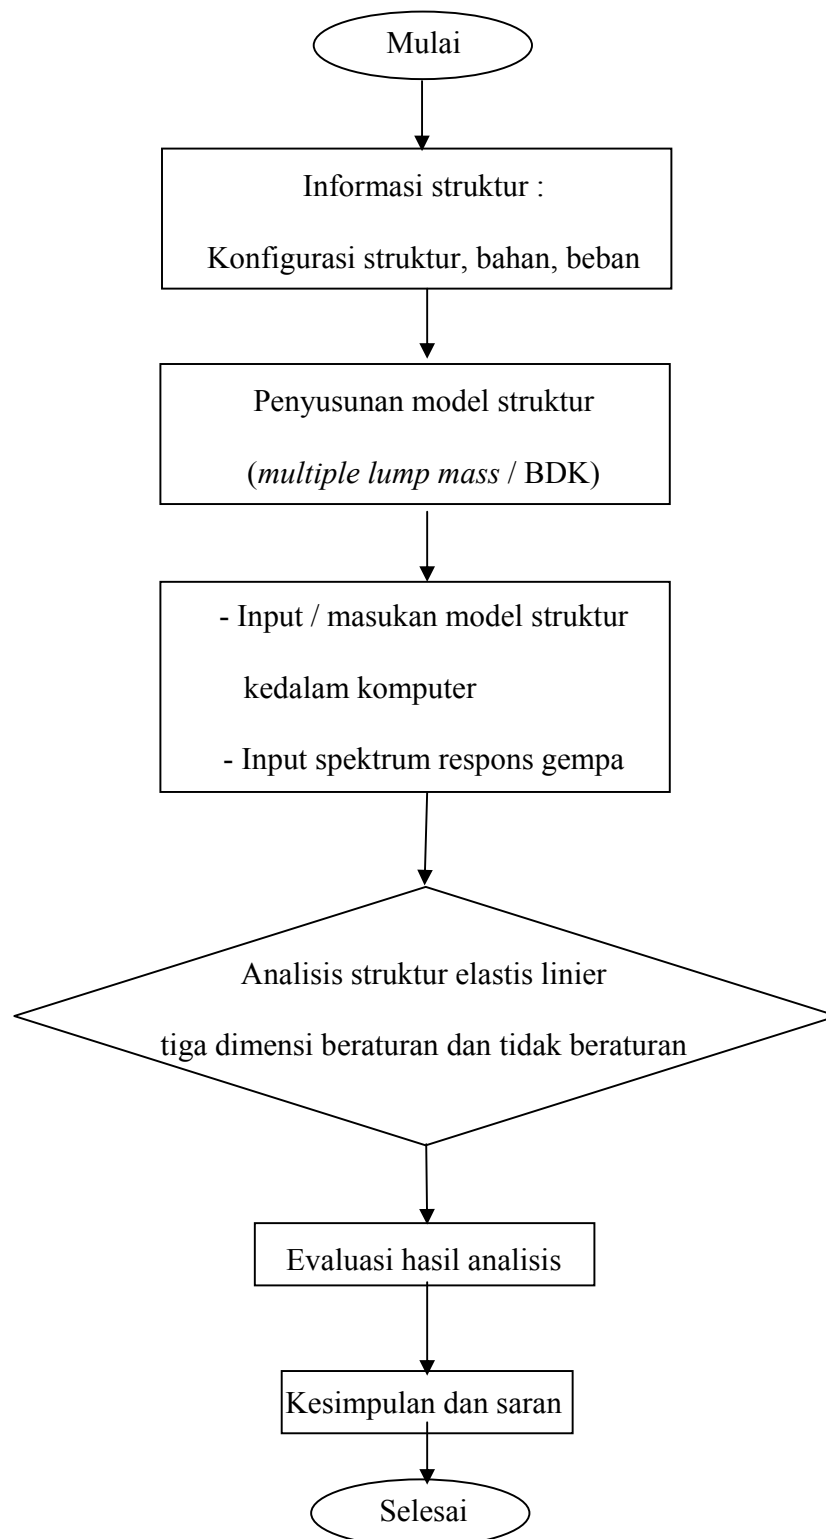 Mulai
Informasi struktur :
Konfigurasi struktur, bahan, beban
Penyusunan model struktur
(multiple lump mass / BDK)
- Input / masukan model struktur
kedalam komputer
- Input spektrum respons gempa
Analisis struktur elastis linier
tiga dimensi beraturan dan tidak beraturan
Evaluasi hasil analisis
Kesimpulan dan saran
Selesai